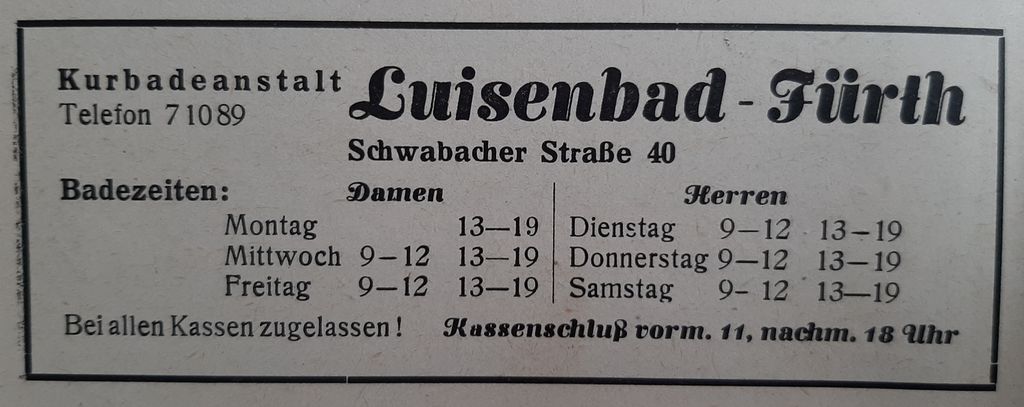 Kurbadeanstalt Luisenbad - Fürth
Telefon 71089
Schwabacher Straße 40
Badezeiten: Damen Herren
Montag 13—19 Dienstag 9—12 13—19
Mittwoch 9—12 13—19 Donnerstag 9—12 13—19
Freitag 9—12 13—19 Samstag 9- 12 13—19
Bei allen Kassen zugelassen! Kassenschluß vorm. 11, nachm. 18 Uhr